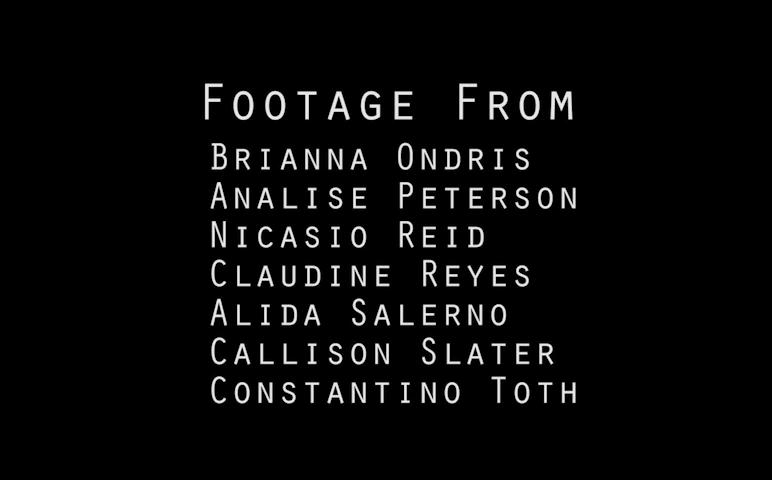 FOOTAGE FROM
BRIANNA ONDRIS
ANALISE PETERSON
NICASIO REID
CLAUDINE REYES
ALIDA SALERNO
CALLISON SLATER
CONSTANTINO TOTH